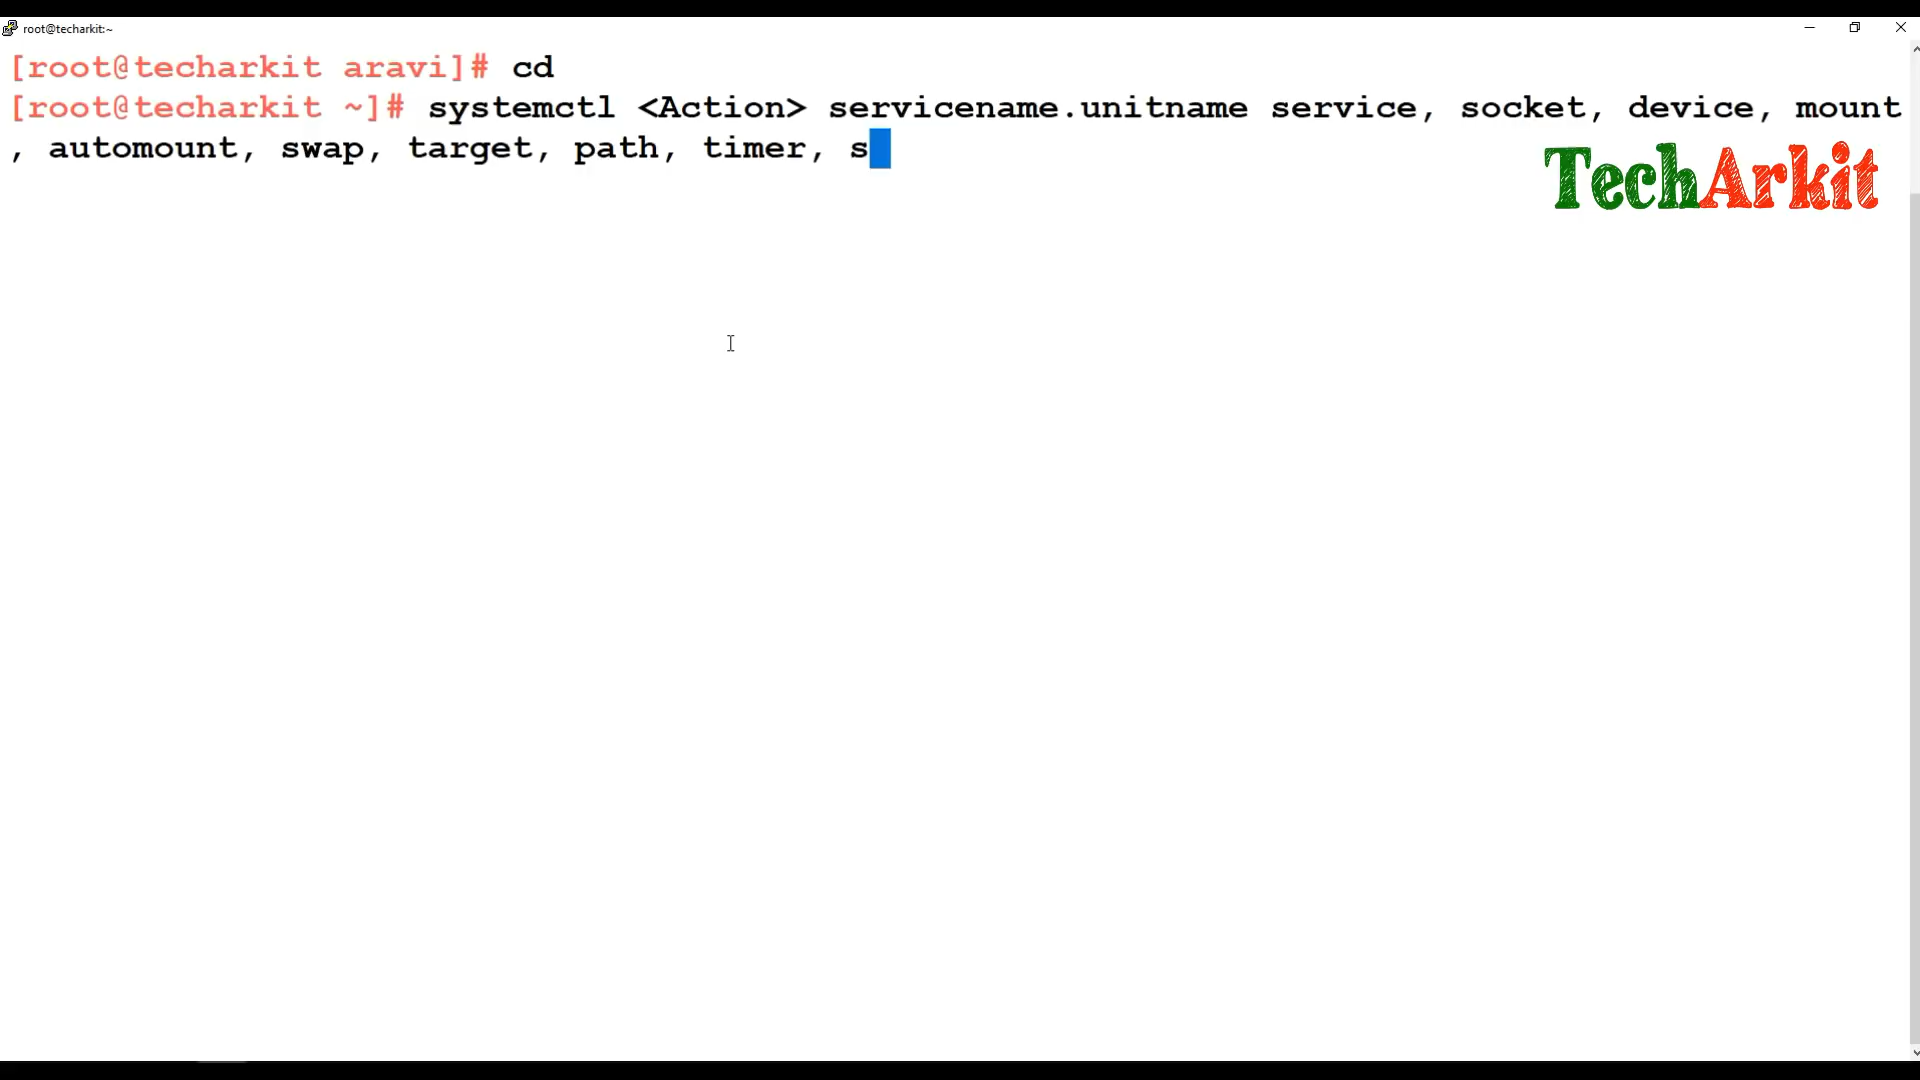 root@techarkit:~
[root@techarkit aravi]# cd
[root@techarkit ~]# systemctl <Action> servicename.unitname service, socket, device, mount
, automount, swap, target, path, timer, s
TechArkit